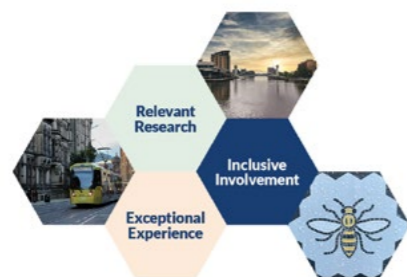 Relevant
Research
Inclusive
Involvement
Exceptional
Experience